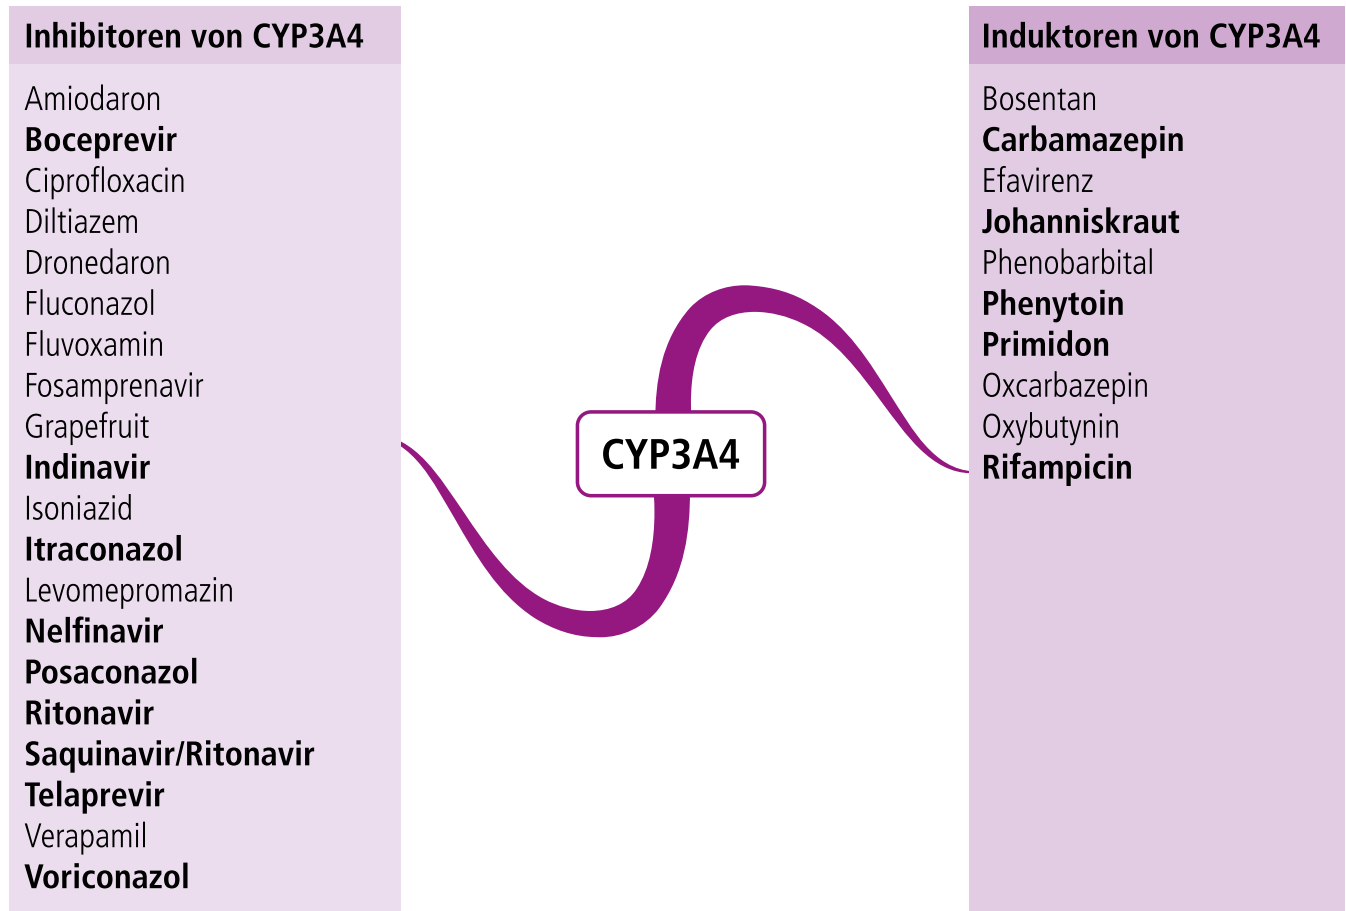 Inhibitoren von CYP3A4
Amiodaron
Boceprevir
Ciprofloxacin
Diltiazem
Dronedaron
Fluconazol
Fluvoxamin
Fosamprenavir
Grapefruit
Indinavir
Isoniazid
Itraconazol
Levomepromazin
Nelfinavir
Posaconazol
Ritonavir
Saquinavir/Ritonavir
Telaprevir
Verapamil
Voriconazol
CYP3A4
Induktoren von CYP3A4
Bosentan
Carbamazepin
Efavirenz
Johanniskraut
Phenobarbital
Phenytoin
Primidon
Oxcarbazepin
Oxybutynin
Rifampicin